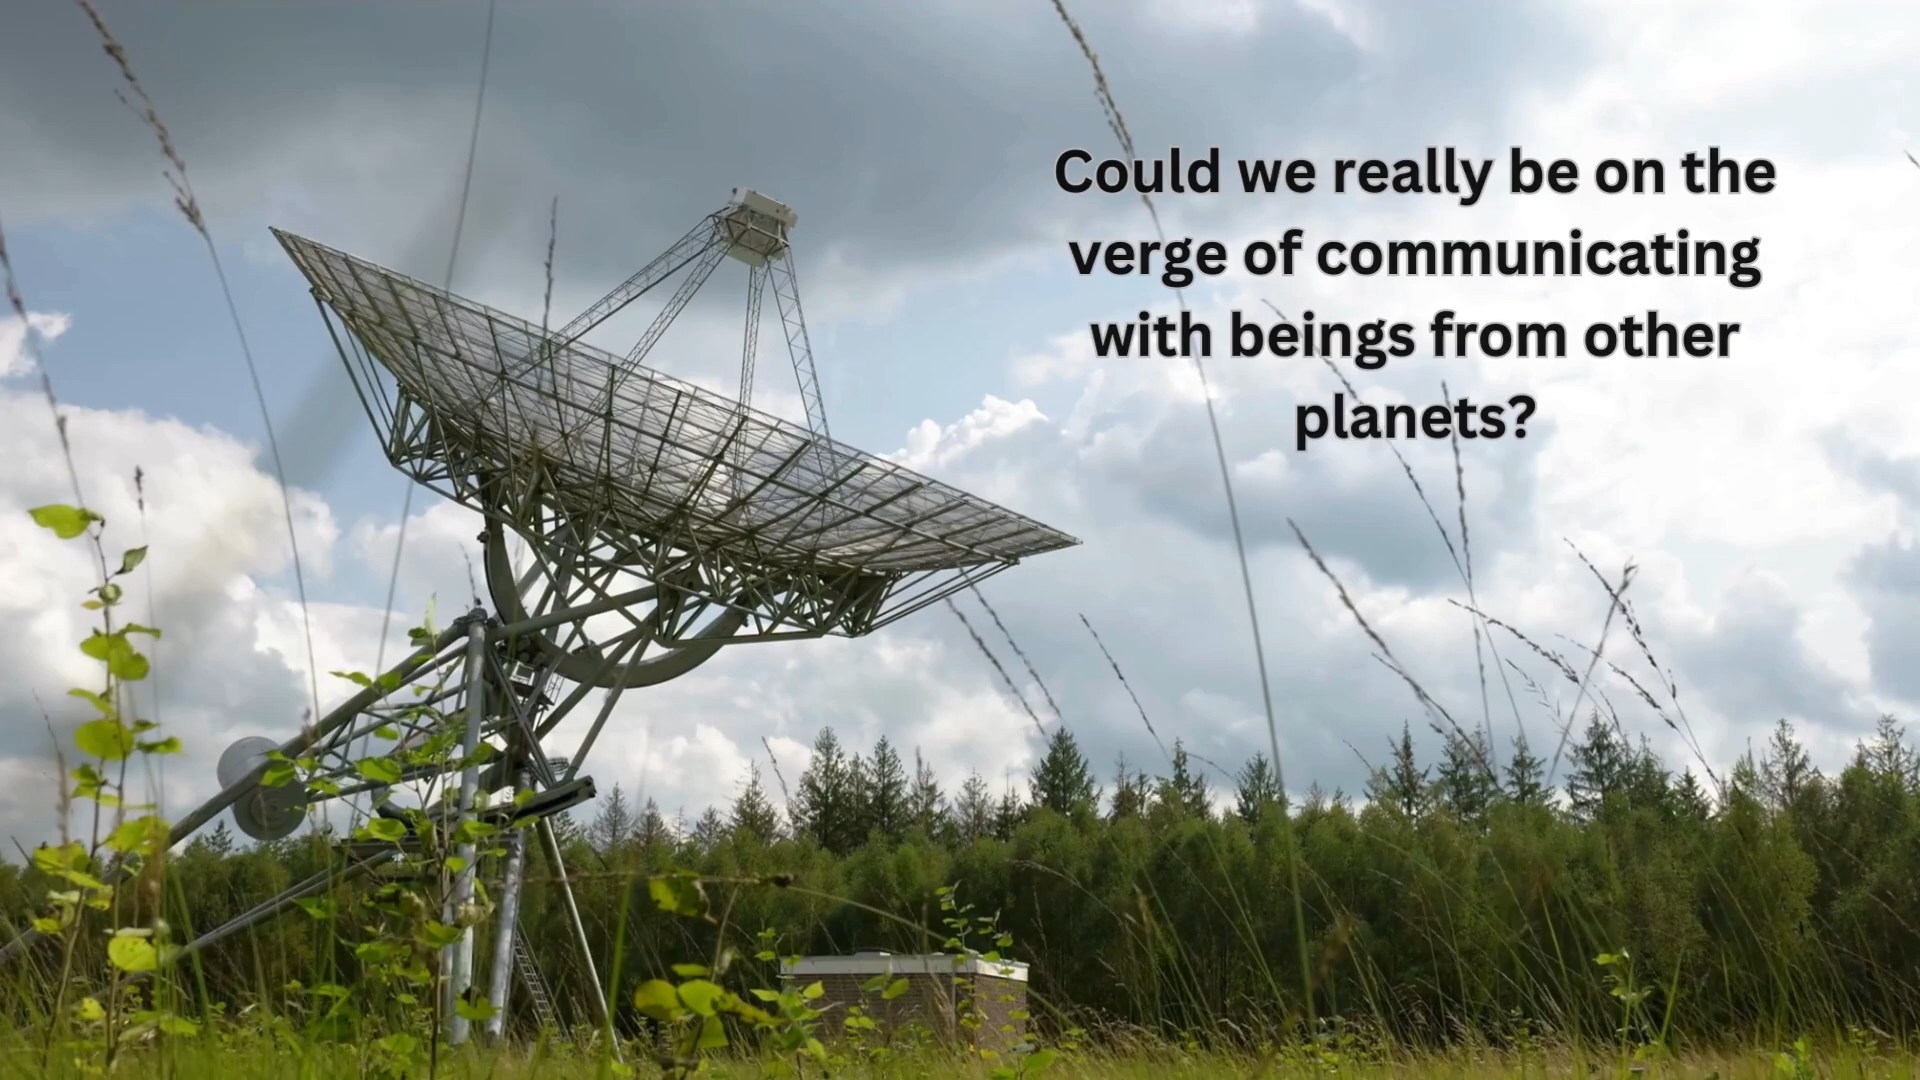 Could we really be on the
verge of communicating
with beings from other
planets?